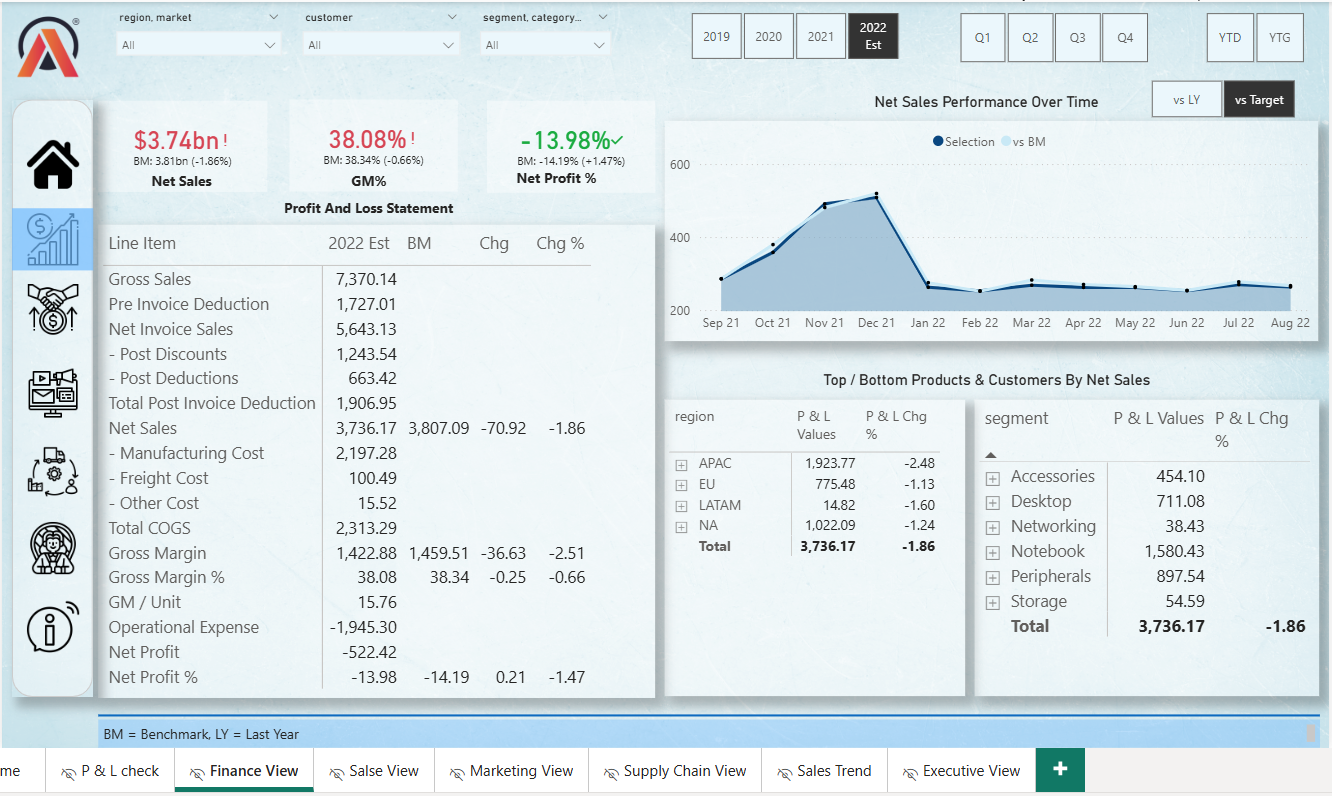 region, market
customer
segment, category...
All
All
All
2019
2020
2021
2022 Est
Q1
Q2
Q3
Q4
YTD
YTG
vs LY
vs Target
$3.74bn!
BM: 3.81bn (-1.86%)
Net Sales
38.08%!
BM: 38.34% (-0.66%)
GM%
-13.98%✓
BM: -14.19% (+1.47%)
Net Profit %
Profit And Loss Statement
Line Item 2022 Est BM Chg Chg %
Gross Sales 7,370.14
Pre Invoice Deduction 1,727.01
Net Invoice Sales 5,643.13
- Post Discounts 1,243.54
- Post Deductions 663.42
Total Post Invoice Deduction 1,906.95
Net Sales 3,736.17 3,807.09 -70.92 -1.86
- Manufacturing Cost 2,197.28
- Freight Cost 100.49
- Other Cost 15.52
Total COGS 2,313.29
Gross Margin 1,422.88 1,459.51 -36.63 -2.51
Gross Margin % 38.08 38.34 -0.25 -0.66
GM / Unit 15.76
Operational Expense -1,945.30
Net Profit -522.42
Net Profit % -13.98 -14.19 0.21 -1.47
Net Sales Performance Over Time
Selection vs BM
600
400
200
Sep 21 Oct 21 Nov 21 Dec 21 Jan 22 Feb 22 Mar 22 Apr 22 May 22 Jun 22 Jul 22 Aug 22
Top / Bottom Products & Customers By Net Sales
region P & L Values P & L Chg %
APAC 1,923.77 -2.48
EU 775.48 -1.13
LATAM 14.82 -1.60
NA 1,022.09 -1.24
Total 3,736.17 -1.86
segment P & L Values P & L Chg %
Accessories 454.10
Desktop 711.08
Networking 38.43
Notebook 1,580.43
Peripherals 897.54
Storage 54.59
Total 3,736.17 -1.86
BM = Benchmark, LY = Last Year
me
P & L check
Finance View
Salse View
Marketing View
Supply Chain View
Sales Trend
Executive View
+